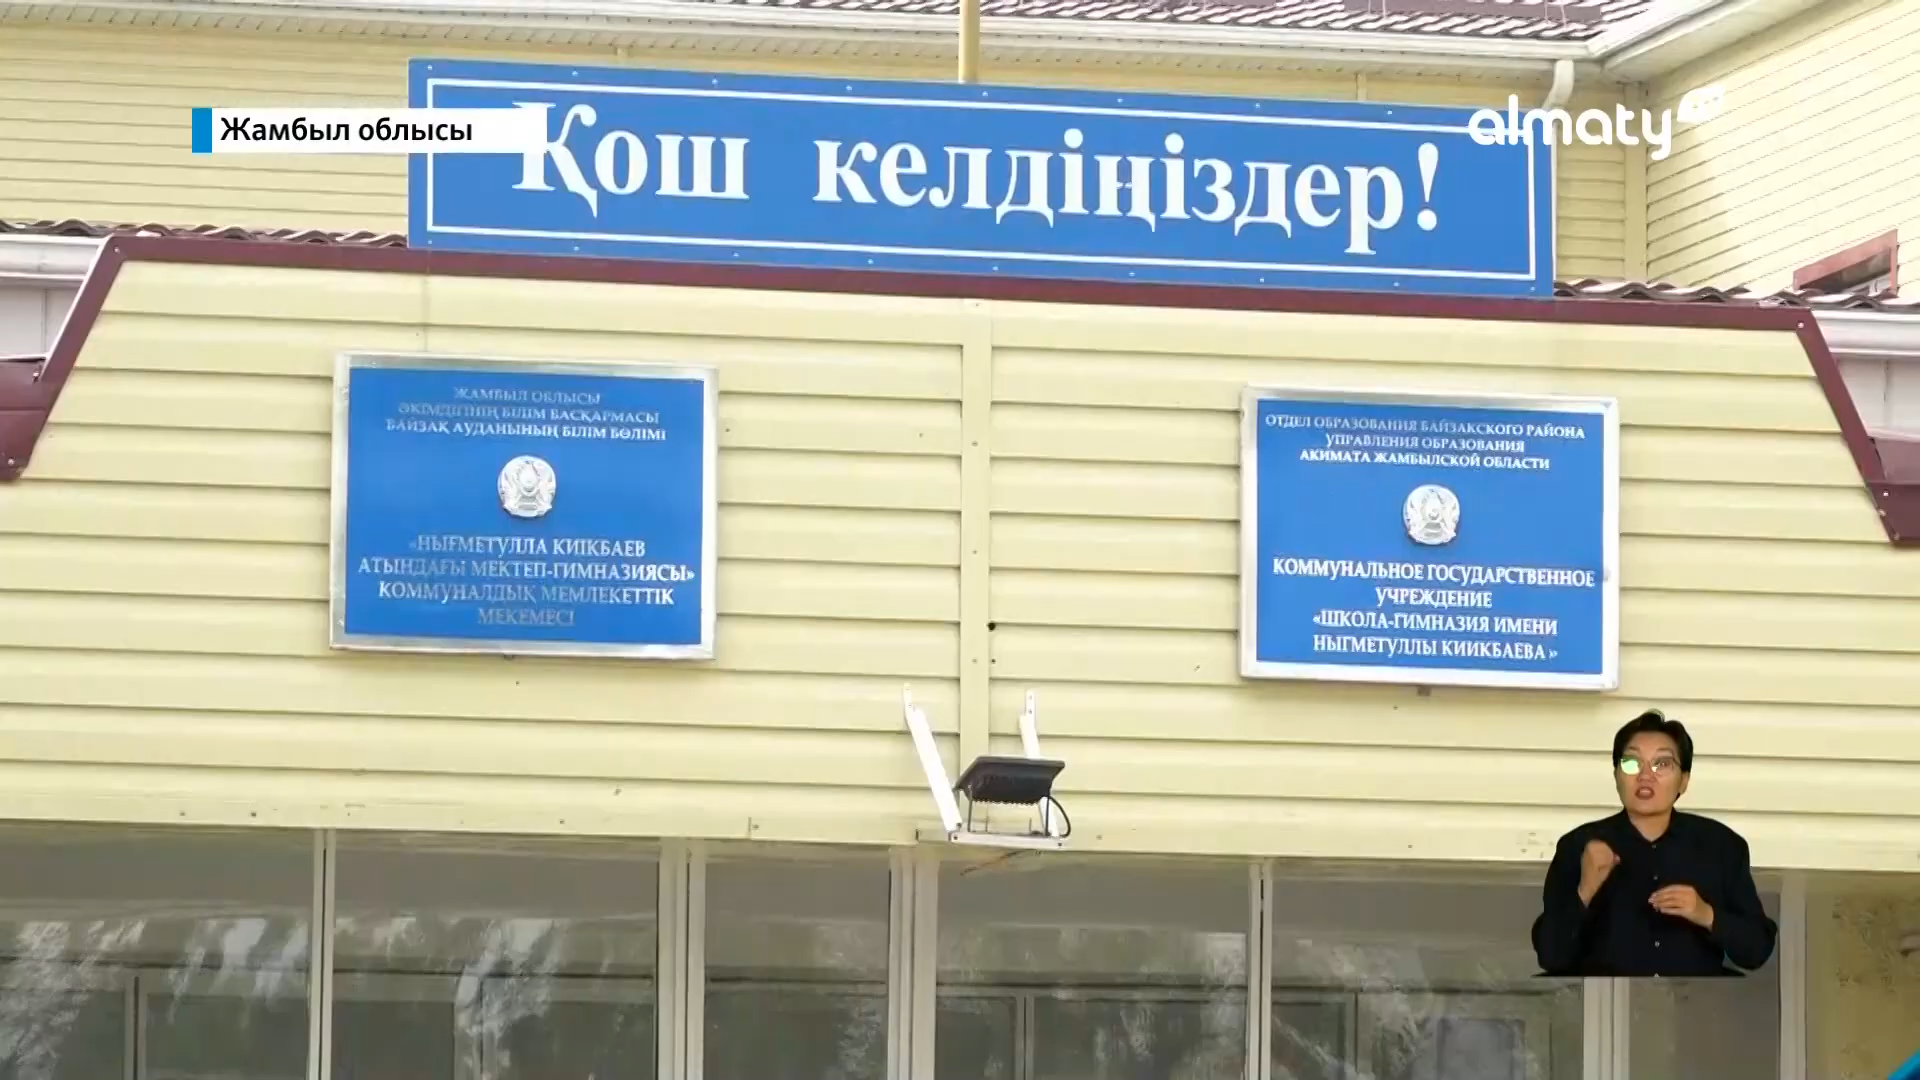 Жамбыл облысы
almaty
Қош келдіңіздер!
ЖАМБЫЛ ОБЛЫСЫ
ӘКІМДІГІНІҢ БІЛІМ БАСҚАРМАСЫ
БАЙЗАҚ АУДАНЫНЫҢ БІЛІМ БӨЛІМІ
«НЫҒМЕТУЛЛА КИІКБАЕВ
АТЫНДАҒЫ МЕКТЕП-ГИМНАЗИЯСЫ»
КОММУНАЛДЫҚ МЕМЛЕКЕТТІК
МЕКЕМЕСІ
ОТДЕЛ ОБРАЗОВАНИЯ БАЙЗАКСКОГО РАЙОНА
УПРАВЛЕНИЯ ОБРАЗОВАНИЯ
АКИМАТА ЖАМБЫЛСКОЙ ОБЛАСТИ
КОММУНАЛЬНОЕ ГОСУДАРСТВЕННОЕ
УЧРЕЖДЕНИЕ
«ШКОЛА-ГИМНАЗИЯ ИМЕНИ
НЫГМЕТУЛЛЫ КИИКБАЕВА»